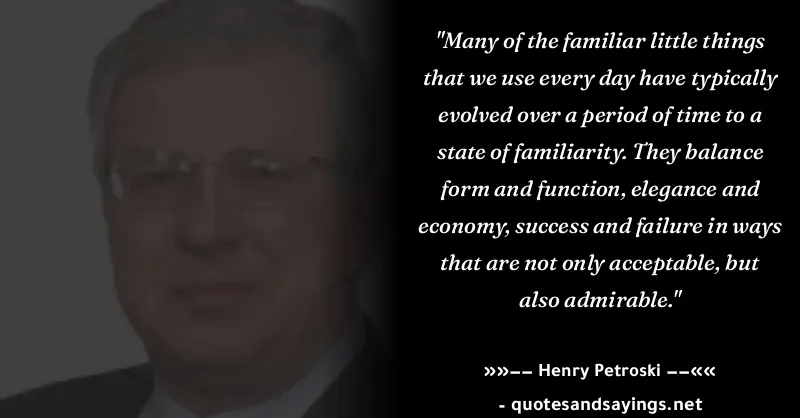 "Many of the familiar little things
that we use every day have typically
evolved over a period of time to a
state of familiarity. They balance
form and function, elegance and
economy, success and failure in ways
that are not only acceptable, but
also admirable."
»»−− Henry Petroski −−««
- quotesandsayings.net